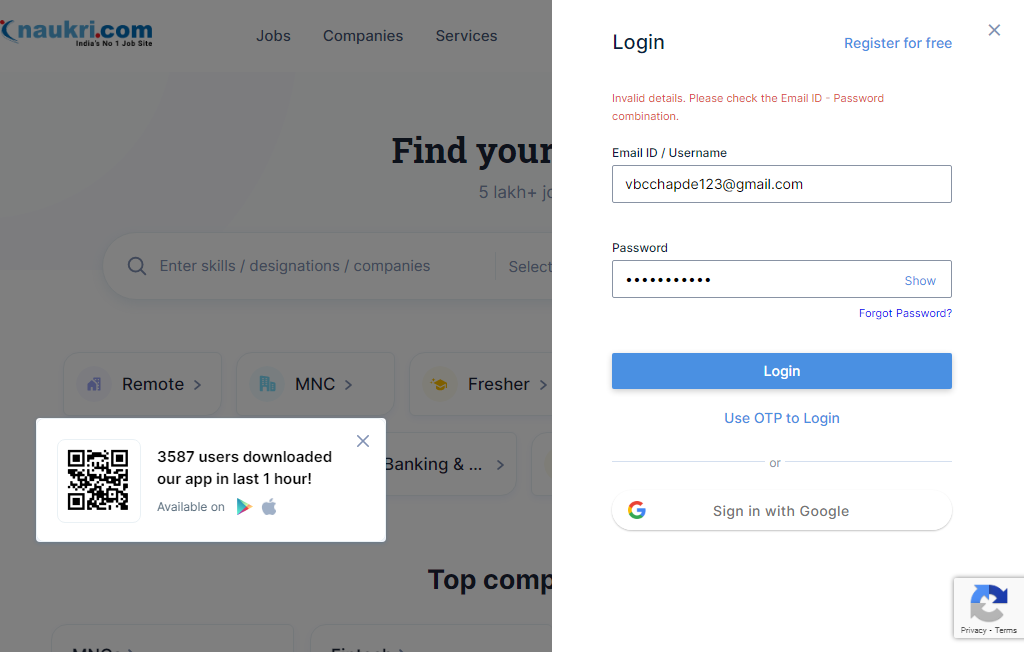 naukri.com
India's No 1 Job Site
Jobs
Companies
Services
Find your
5 lakh+
Enter skills / designations / companies
Select
Remote
MNC
Fresher
Banking & ...
3587 users downloaded
our app in last 1 hour!
Available on
Top comp
MNCs
Fintech
Login
Register for free
Invalid details. Please check the Email ID - Password
combination.
Email ID / Username
vbcchapde123@gmail.com
Password
•••••••••••
Show
Forgot Password?
Login
Use OTP to Login
or
Sign in with Google
Privacy - Terms